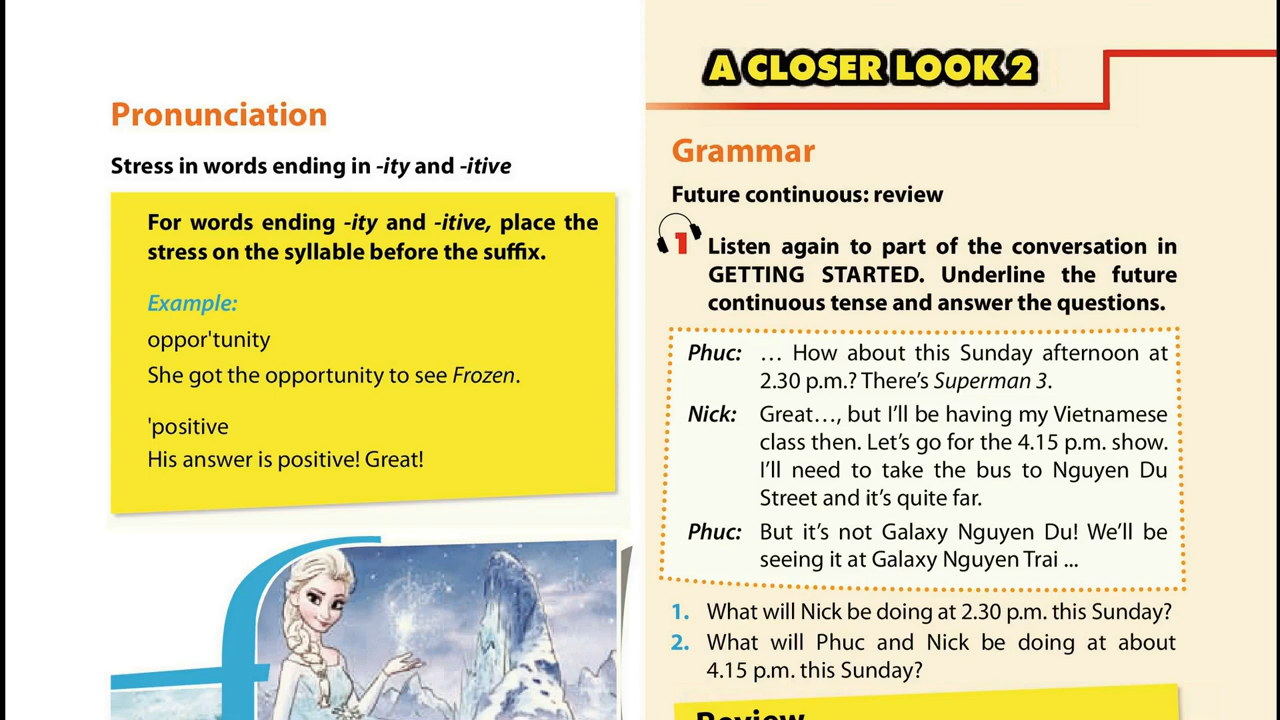 Pronunciation
Stress in words ending in -ity and -itive
For words ending -ity and -itive, place the
stress on the syllable before the suffix.
Example:
oppor'tunity
She got the opportunity to see Frozen.
'positive
His answer is positive! Great!
A CLOSER LOOK 2
Grammar
Future continuous: review
1 Listen again to part of the conversation in
GETTING STARTED. Underline the future
continuous tense and answer the questions.
Phuc: … How about this Sunday afternoon at
2.30 p.m.? There's Superman 3.
Nick: Great…, but I'll be having my Vietnamese
class then. Let's go for the 4.15 p.m. show.
I'll need to take the bus to Nguyen Du
Street and it's quite far.
Phuc: But it's not Galaxy Nguyen Du! We'll be
seeing it at Galaxy Nguyen Trai ...
1. What will Nick be doing at 2.30 p.m. this Sunday?
2. What will Phuc and Nick be doing at about
4.15 p.m. this Sunday?
Review